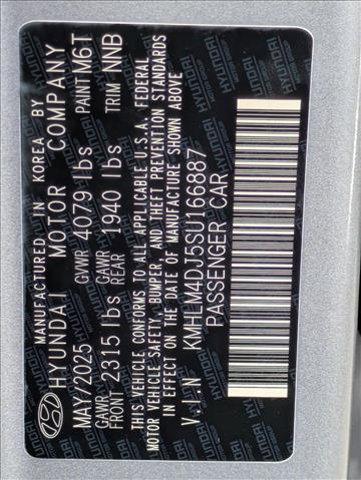 MANUFACTURED IN KOREA BY
HYUNDAI MOTOR COMPANY
MAY/2025 GVWR 4079 lbs PAINT M6T
GAWR FRONT 2315 lbs GAWR REAR 1940 lbs TRIM NNB
THIS VEHICLE CONFORMS TO ALL APPLICABLE U.S.A. FEDERAL
MOTOR VEHICLE SAFETY, BUMPER, AND THEFT PREVENTION STANDARDS
IN EFFECT ON THE DATE OF MANUFACTURE SHOWN ABOVE
V.I.N KMHLM4DJ5SU166887
PASSENGER CAR